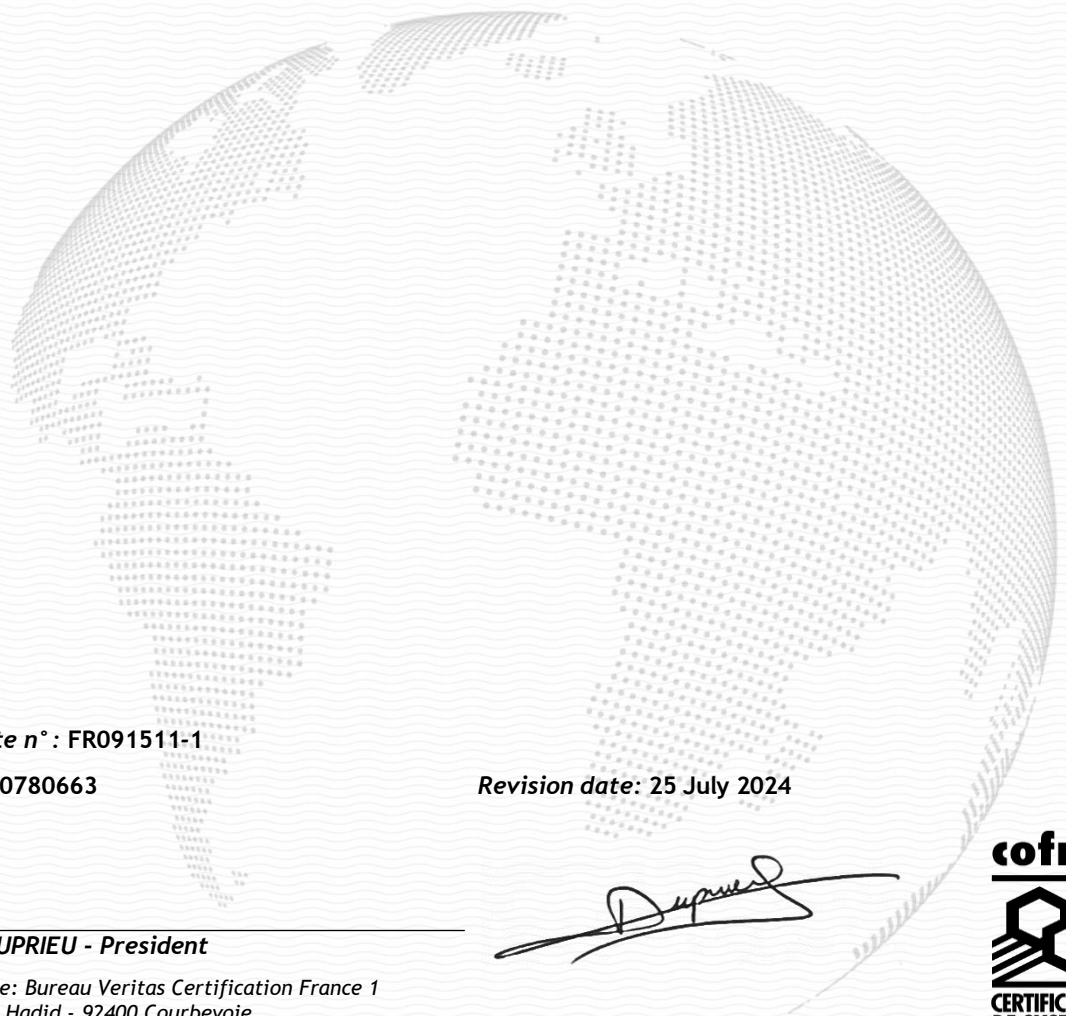 te n° : FR091511-1
0780663 Revision date: 25 July 2024
Duprieu
UPRIEU - President
e: Bureau Veritas Certification France 1
Hadid - 92400 Courbevoie
cofr
CERTIFIC